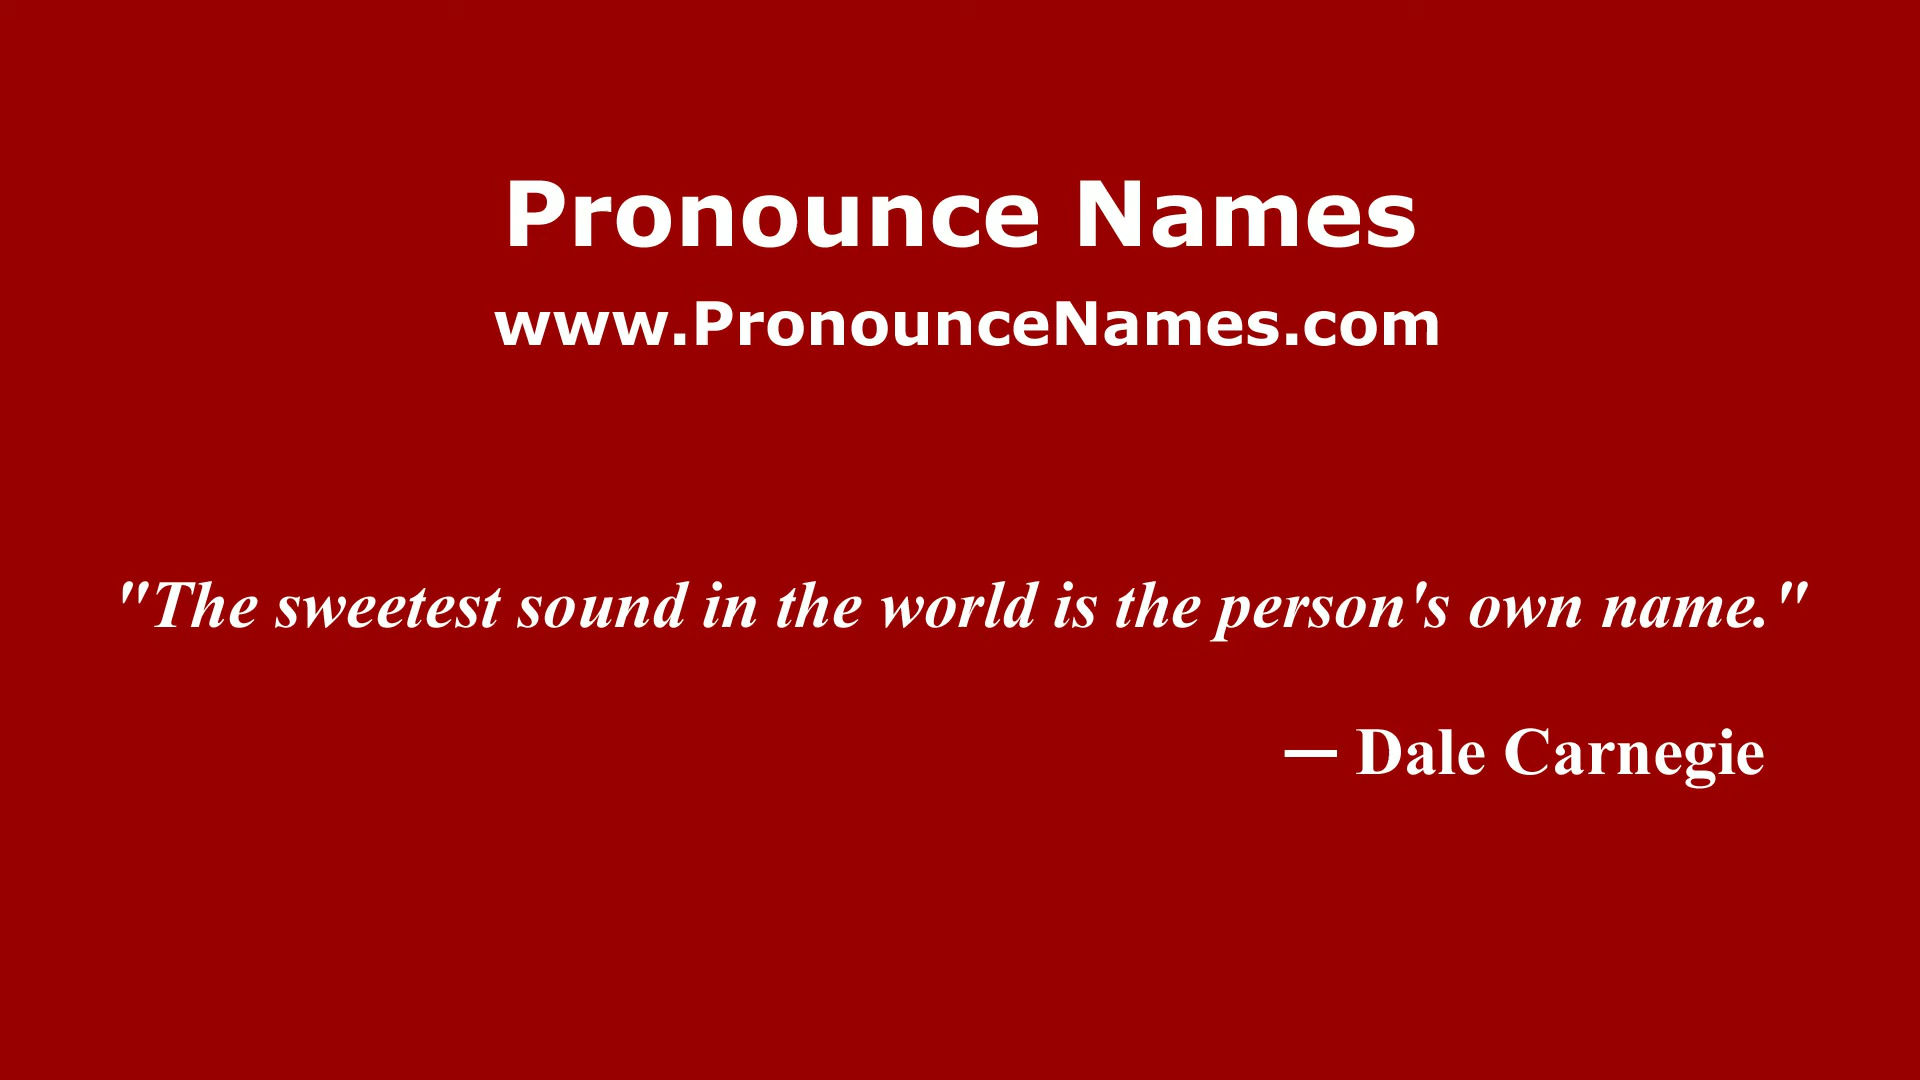 Pronounce Names
www.PronounceNames.com
"The sweetest sound in the world is the person's own name."
— Dale Carnegie